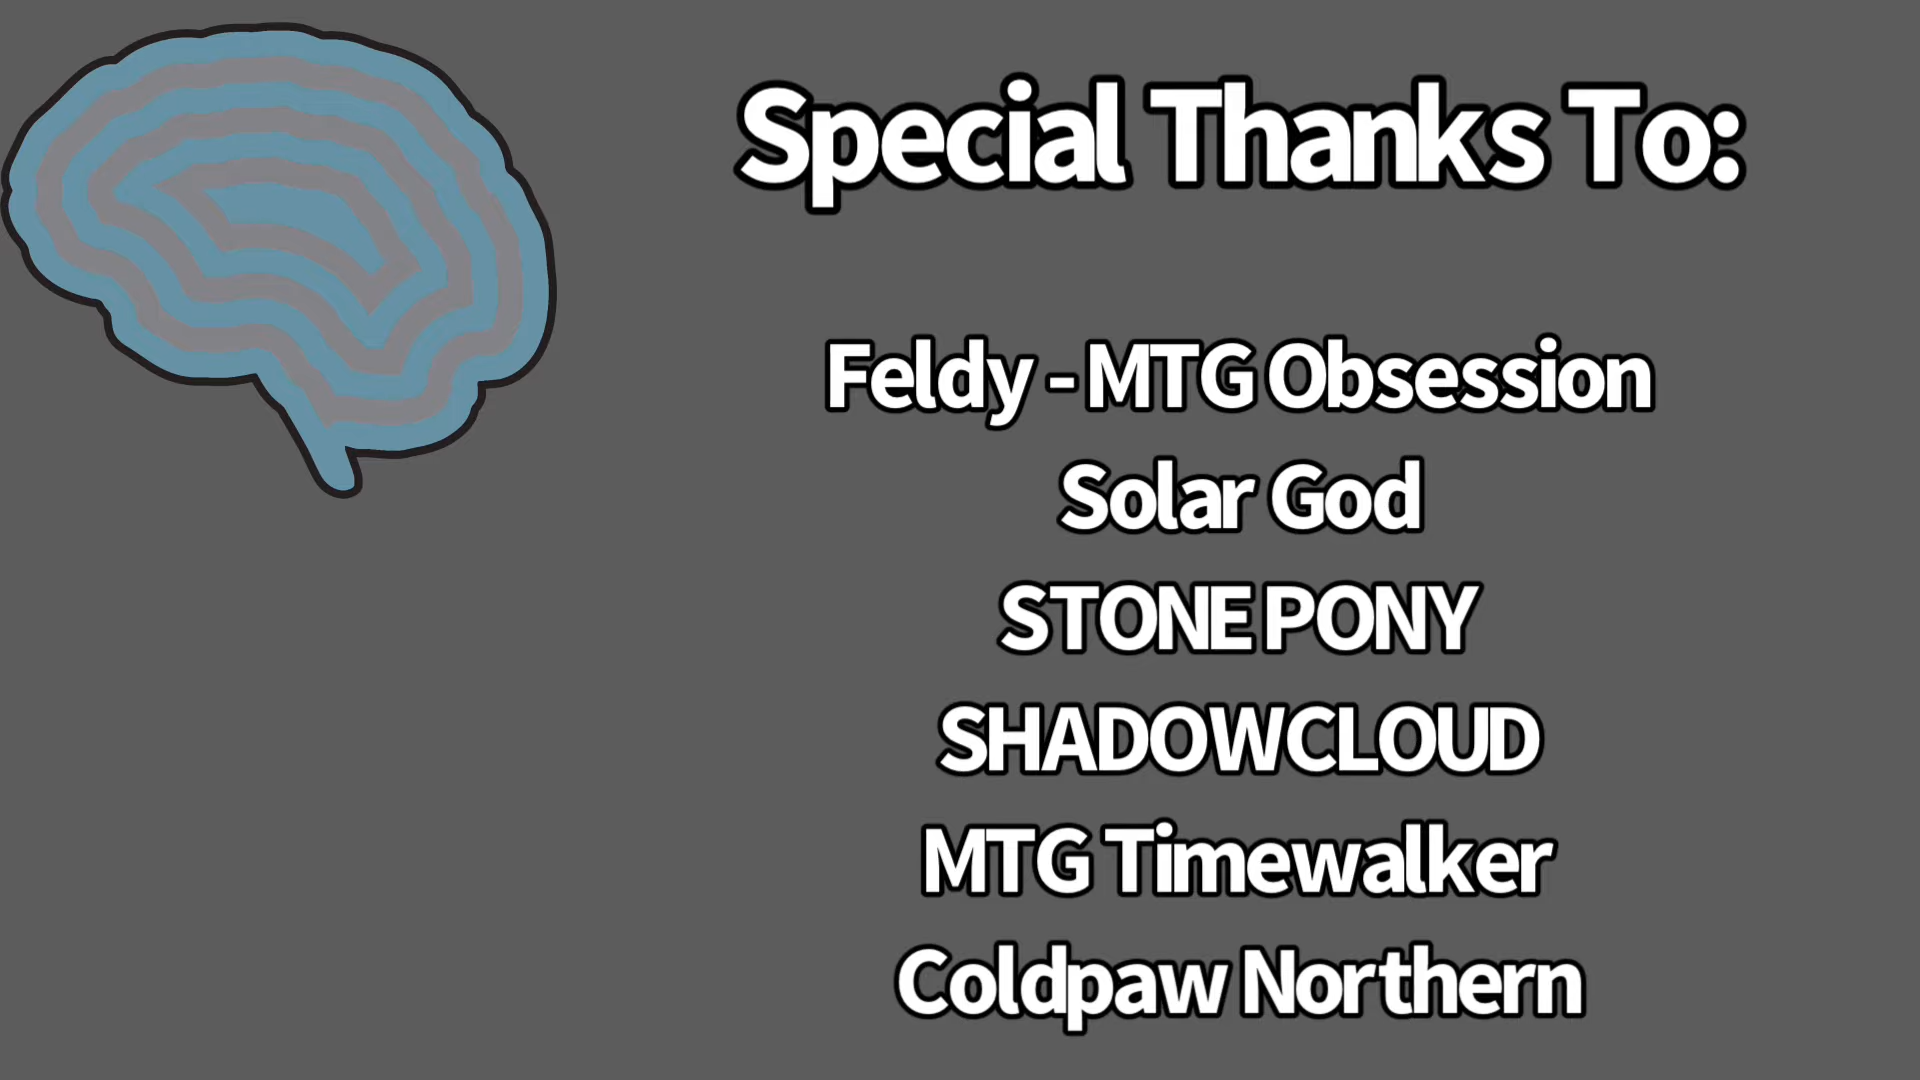 Special Thanks To:
Feldy - MTG Obsession
Solar God
STONE PONY
SHADOWCLOUD
MTG Timewalker
Coldpaw Northern